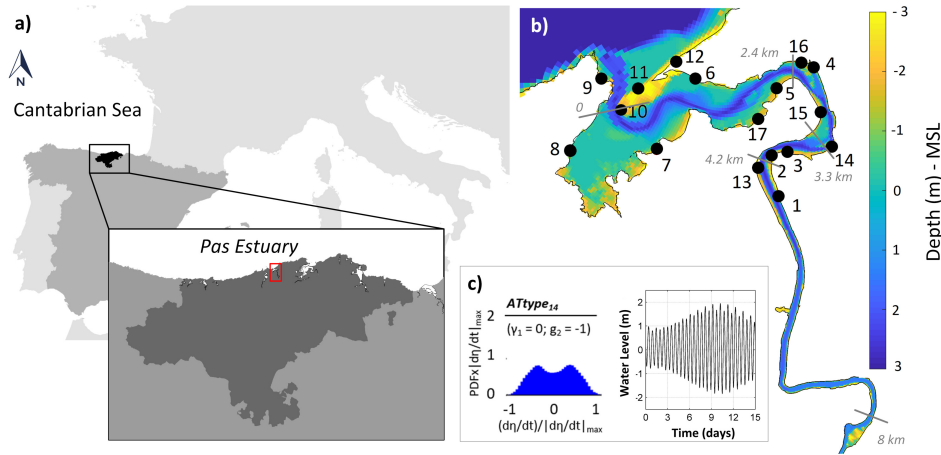 a)
N
Cantabrian Sea
Pas Estuary
b)
0
2.4 km
3.3 km
4.2 km
8 km
1
2
3
4
5
6
7
8
9
10
11
12
13
14
15
16
17
Depth (m) - MSL
- 3
-2
-1
0
1
2
3
c)
ATtype14
(γ1 = 0; g2 = -1)
PDFx|dη/dt|max
2
1
0
-1 0 1
(dη/dt)/|dη/dt|max
Water Level (m)
2
1
0
-1
-2
0 3 6 9 12 15
Time (days)